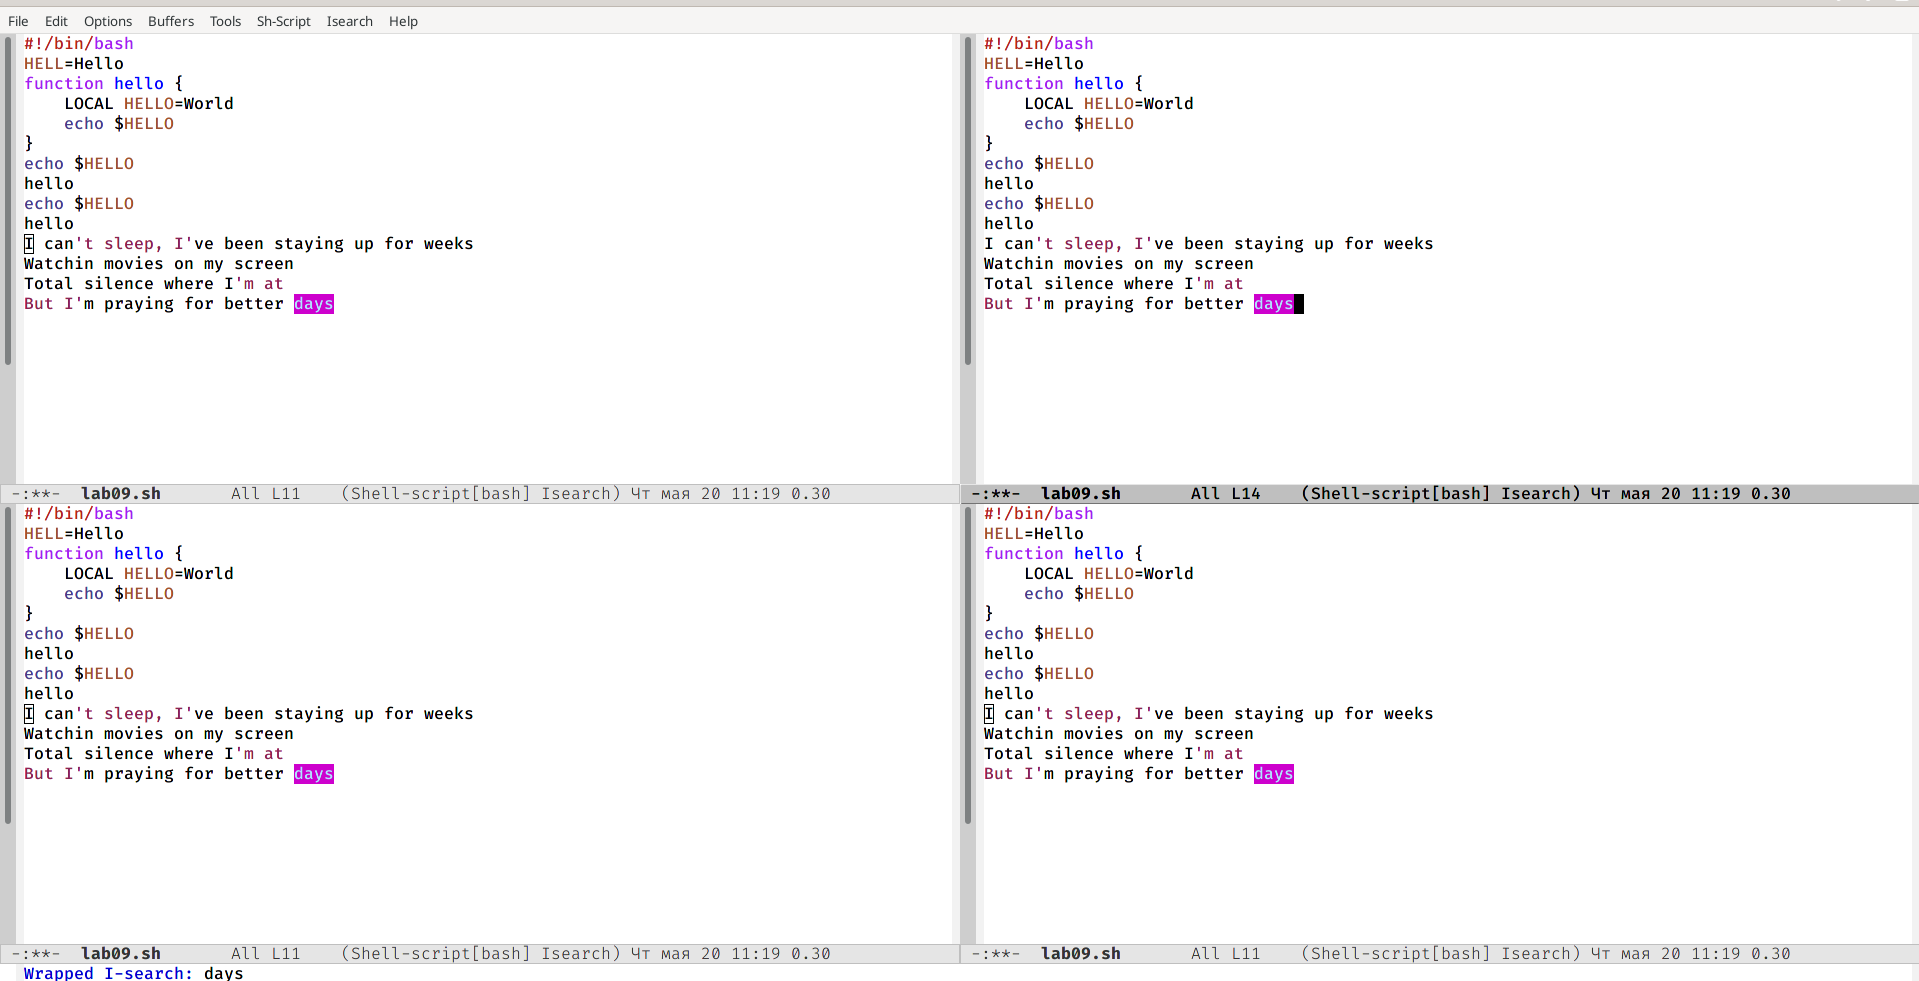 File Edit Options Buffers Tools Sh-Script Isearch Help
#!/bin/bash
HELL=Hello
function hello {
    LOCAL HELLO=World
    echo $HELLO
}
echo $HELLO
hello
echo $HELLO
hello
I can't sleep, I've been staying up for weeks
Watchin movies on my screen
Total silence where I'm at
But I'm praying for better days
-:**-  lab09.sh       All L11    (Shell-script[bash] Isearch) Чт мая 20 11:19 0.30
#!/bin/bash
HELL=Hello
function hello {
    LOCAL HELLO=World
    echo $HELLO
}
echo $HELLO
hello
echo $HELLO
hello
I can't sleep, I've been staying up for weeks
Watchin movies on my screen
Total silence where I'm at
But I'm praying for better days
-:**-  lab09.sh       All L14    (Shell-script[bash] Isearch) Чт мая 20 11:19 0.30
#!/bin/bash
HELL=Hello
function hello {
    LOCAL HELLO=World
    echo $HELLO
}
echo $HELLO
hello
echo $HELLO
hello
I can't sleep, I've been staying up for weeks
Watchin movies on my screen
Total silence where I'm at
But I'm praying for better days
-:**-  lab09.sh       All L11    (Shell-script[bash] Isearch) Чт мая 20 11:19 0.30
#!/bin/bash
HELL=Hello
function hello {
    LOCAL HELLO=World
    echo $HELLO
}
echo $HELLO
hello
echo $HELLO
hello
I can't sleep, I've been staying up for weeks
Watchin movies on my screen
Total silence where I'm at
But I'm praying for better days
-:**-  lab09.sh       All L11    (Shell-script[bash] Isearch) Чт мая 20 11:19 0.30
Wrapped I-search: days